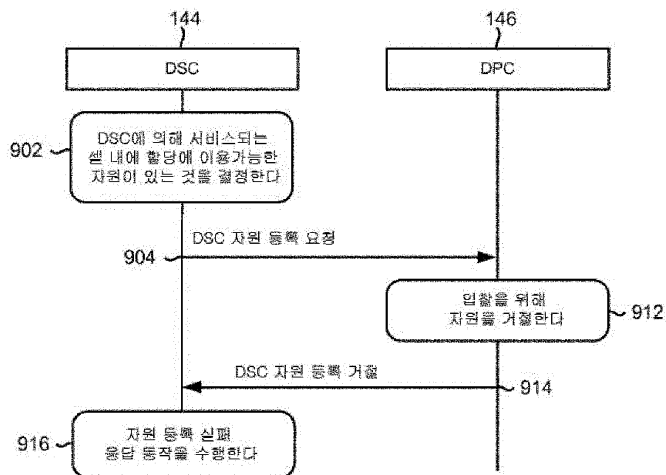 144
146
DSC
DPC
902
DSC에 의해 서비스되는
셀 내에 할당에 이용가능한
자원이 있는 것을 결정한다
DSC 자원 등록 요청
904
입찰을 위해
자원을 거절한다
912
DSC 자원 등록 거절
914
916
자원 등록 실패
응답 동작을 수행한다